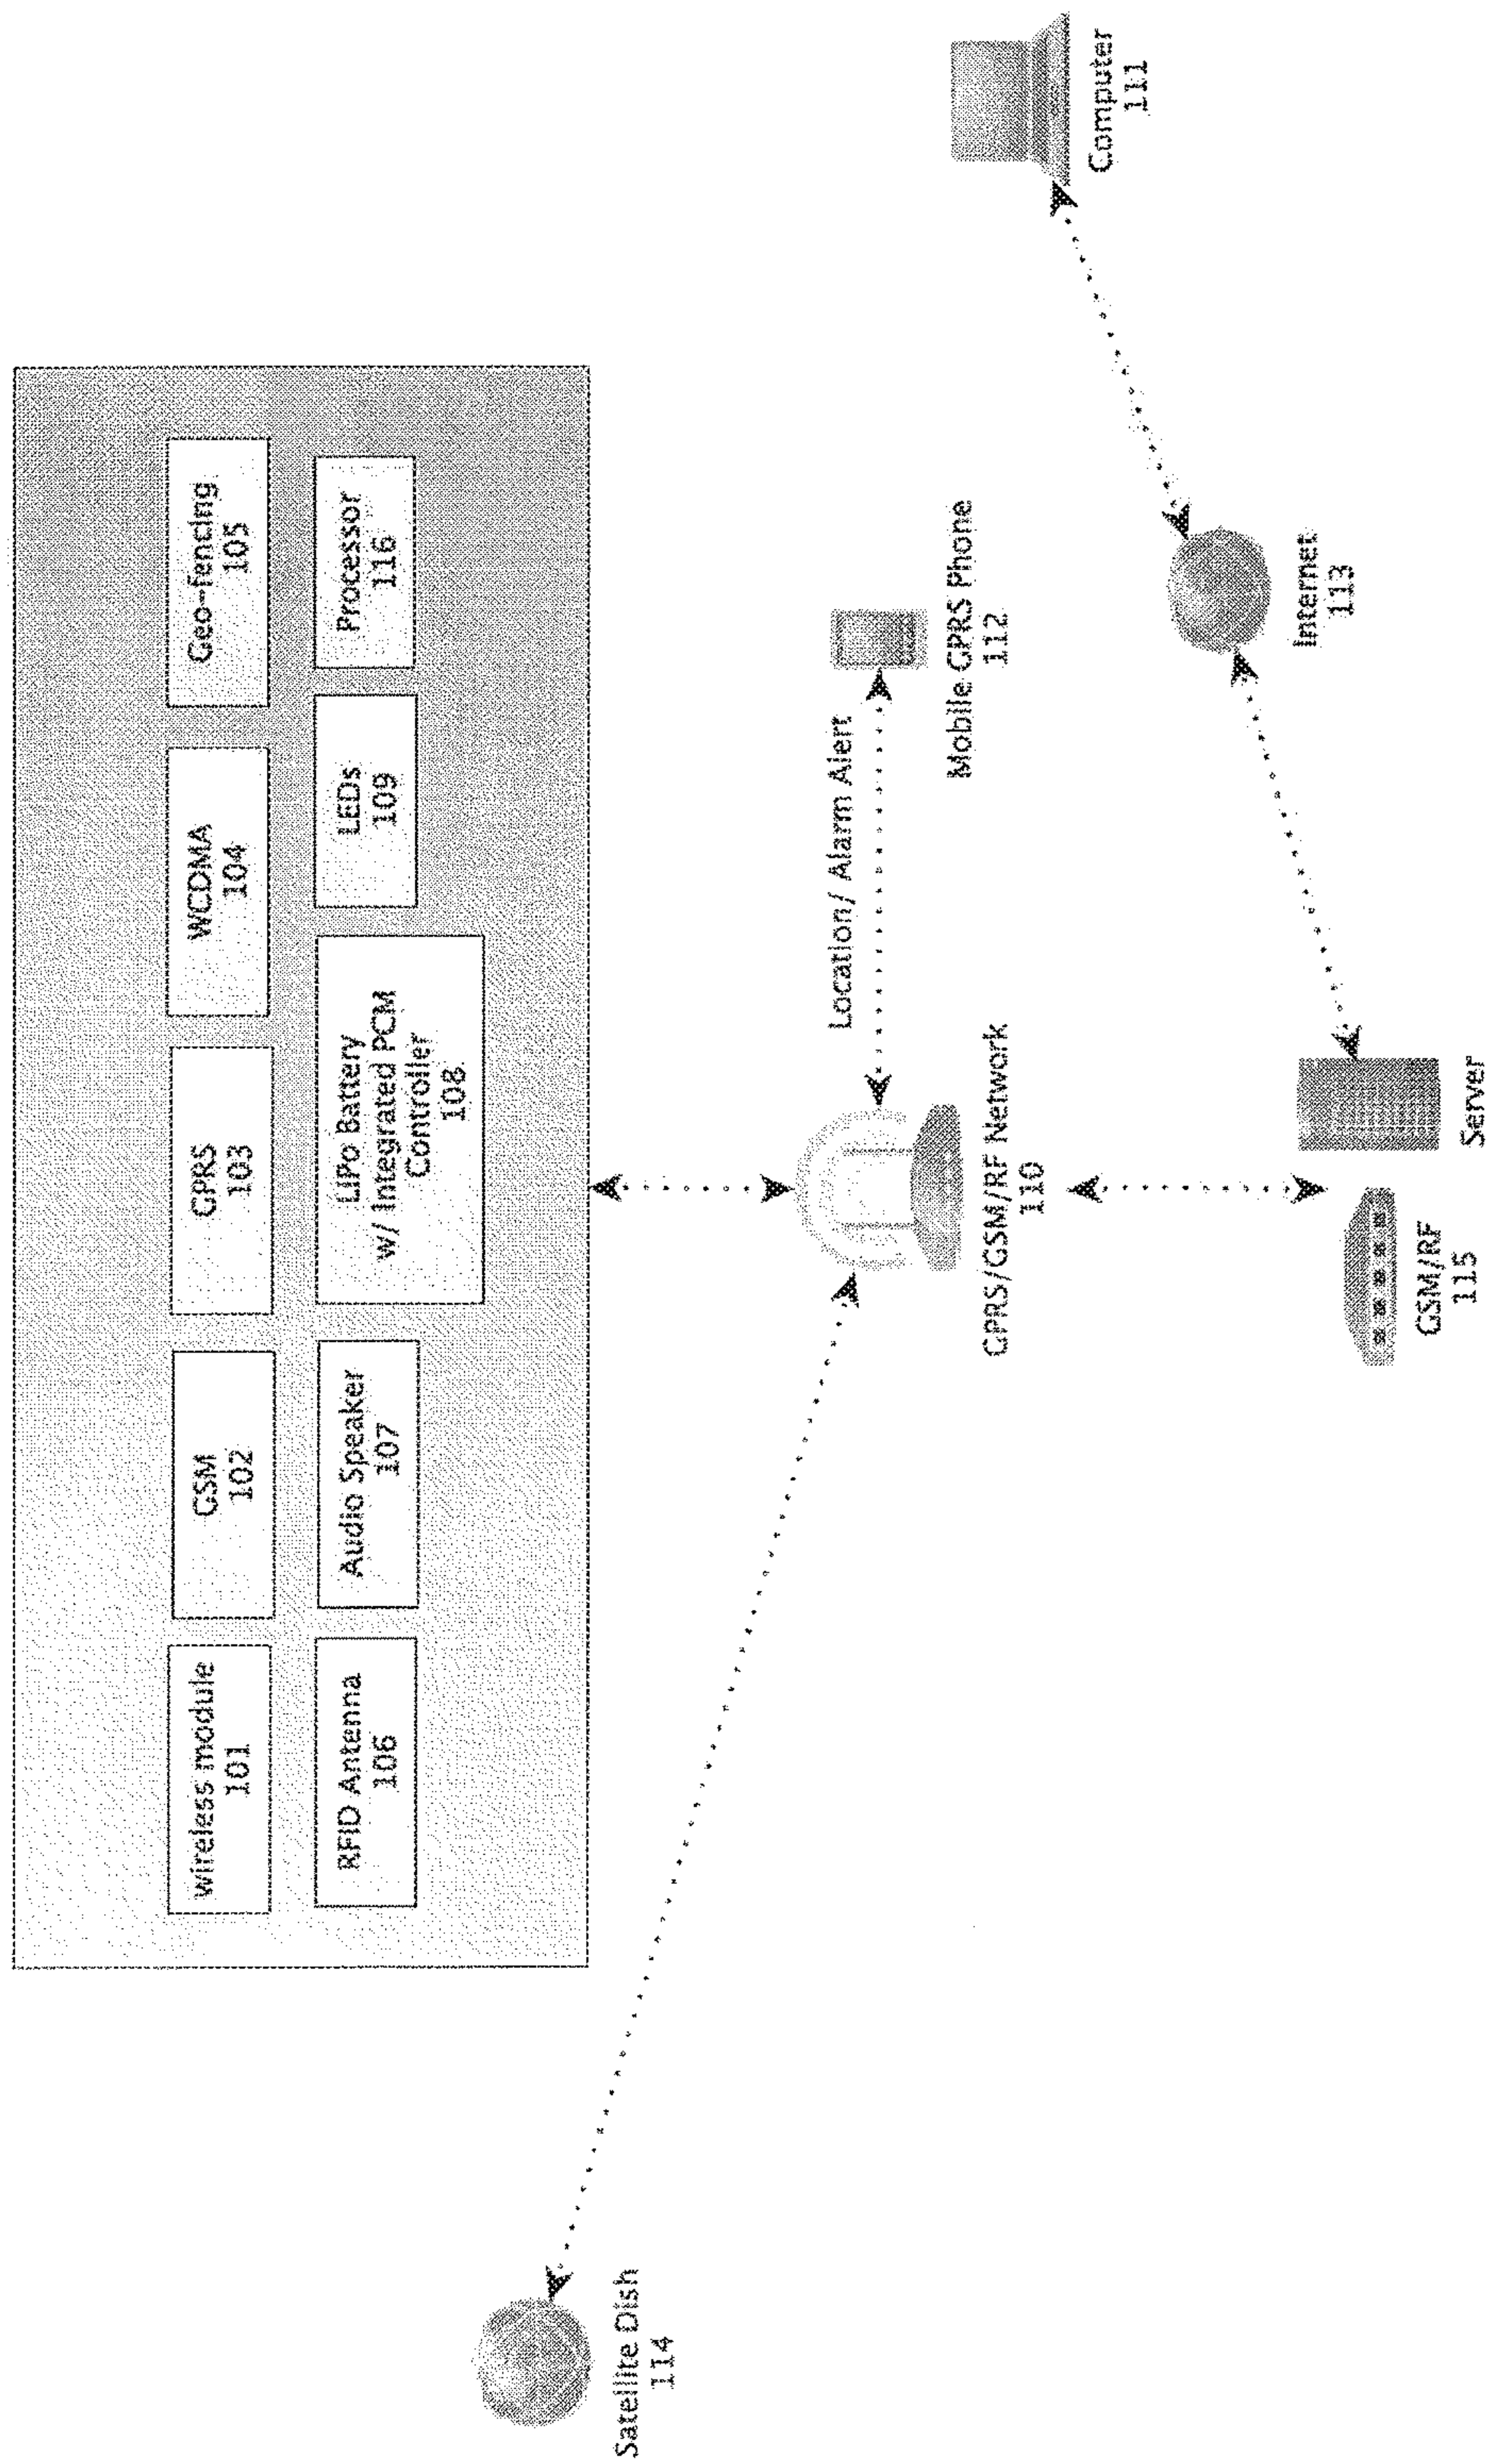 Wireless module
101
GSM
102
GPRS
103
WCDMA
104
Geo-fencing
105
RFID Antenna
106
Audio Speaker
107
LiPo Battery
w/ Integrated PCM
Controller
108
LEDs
109
Processor
116
Satellite Dish
114
Location/ Alarm Alert
GPRS/GSM/RF Network
110
Mobile GPRS Phone
112
Computer
111
GSM/RF
115
Server
Internet
113